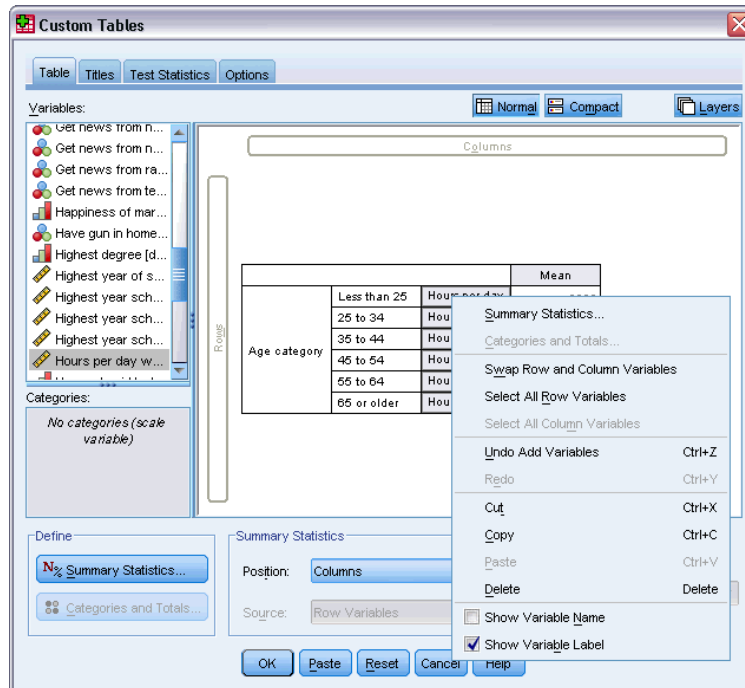 Custom Tables
Table Titles Test Statistics Options
Variables:
Normal Compact Layers
Get news from n...
Get news from n...
Get news from ra...
Get news from te...
Happiness of mar...
Have gun in home...
Highest degree [d...
Highest year of s...
Highest year sch...
Highest year sch...
Highest year sch...
Hours per day w...
Categories:
No categories (scale
variable)
Columns
Rows
Mean
Age category
Less than 25 Hours per day
25 to 34 Hou
35 to 44 Hou
45 to 54 Hou
55 to 64 Hou
65 or older Hou
Summary Statistics...
Categories and Totals...
Swap Row and Column Variables
Select All Row Variables
Select All Column Variables
Undo Add Variables Ctrl+Z
Redo Ctrl+Y
Cut Ctrl+X
Copy Ctrl+C
Paste Ctrl+V
Delete Delete
Show Variable Name
Show Variable Label
Define
N% Summary Statistics...
Categories and Totals...
Summary Statistics
Position: Columns
Source: Row Variables
OK Paste Reset Cancel Help